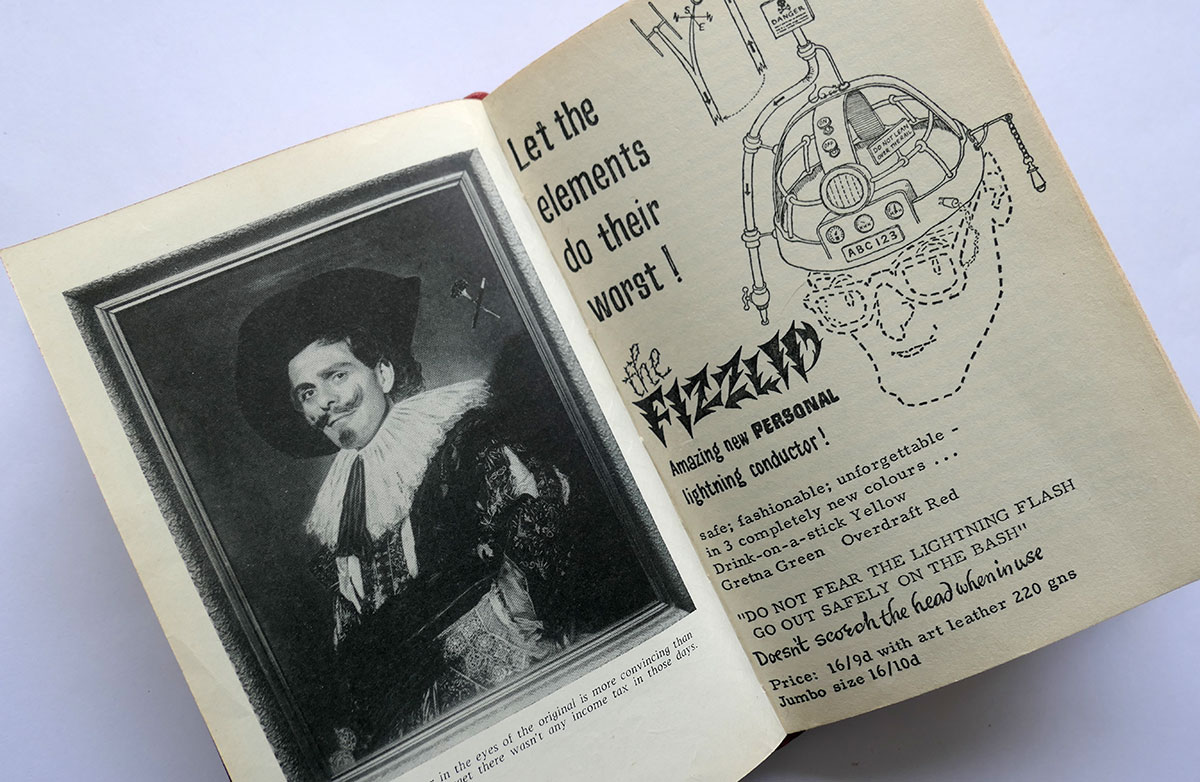 in the eyes of the original is more convincing than
there wasn't any income tax in those days.
DANGER
N
S
E
DO NOT LEAN
OVER THE RAIL
ABC 123
Let the
elements
do their
worst !
the
FIZZLID
Amazing new PERSONAL
lightning conductor!
safe; fashionable; unforgettable -
in 3 completely new colours ...
Drink-on-a-stick Yellow
Gretna Green Overdraft Red
"DO NOT FEAR THE LIGHTNING FLASH
GO OUT SAFELY ON THE BASH"
Doesn't scorch the head when in use
Price: 16/9d with art leather 220 gns
Jumbo size 16/10d